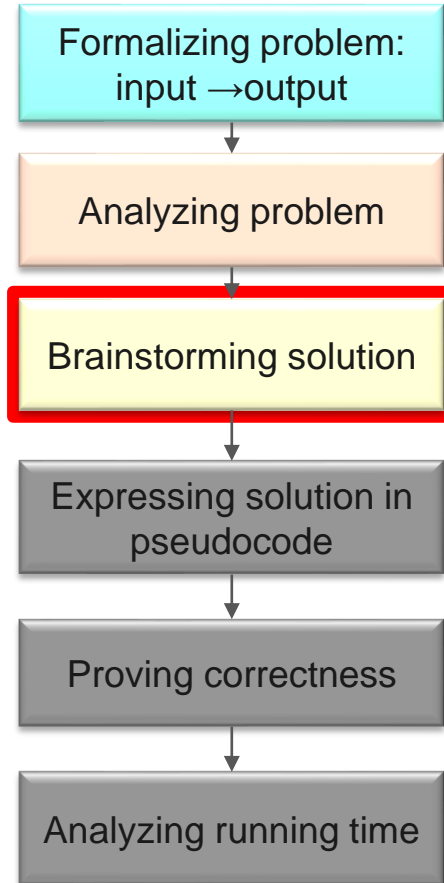 Formalizing problem:
input →output
Analyzing problem
Brainstorming solution
Expressing solution in
pseudocode
Proving correctness
Analyzing running time